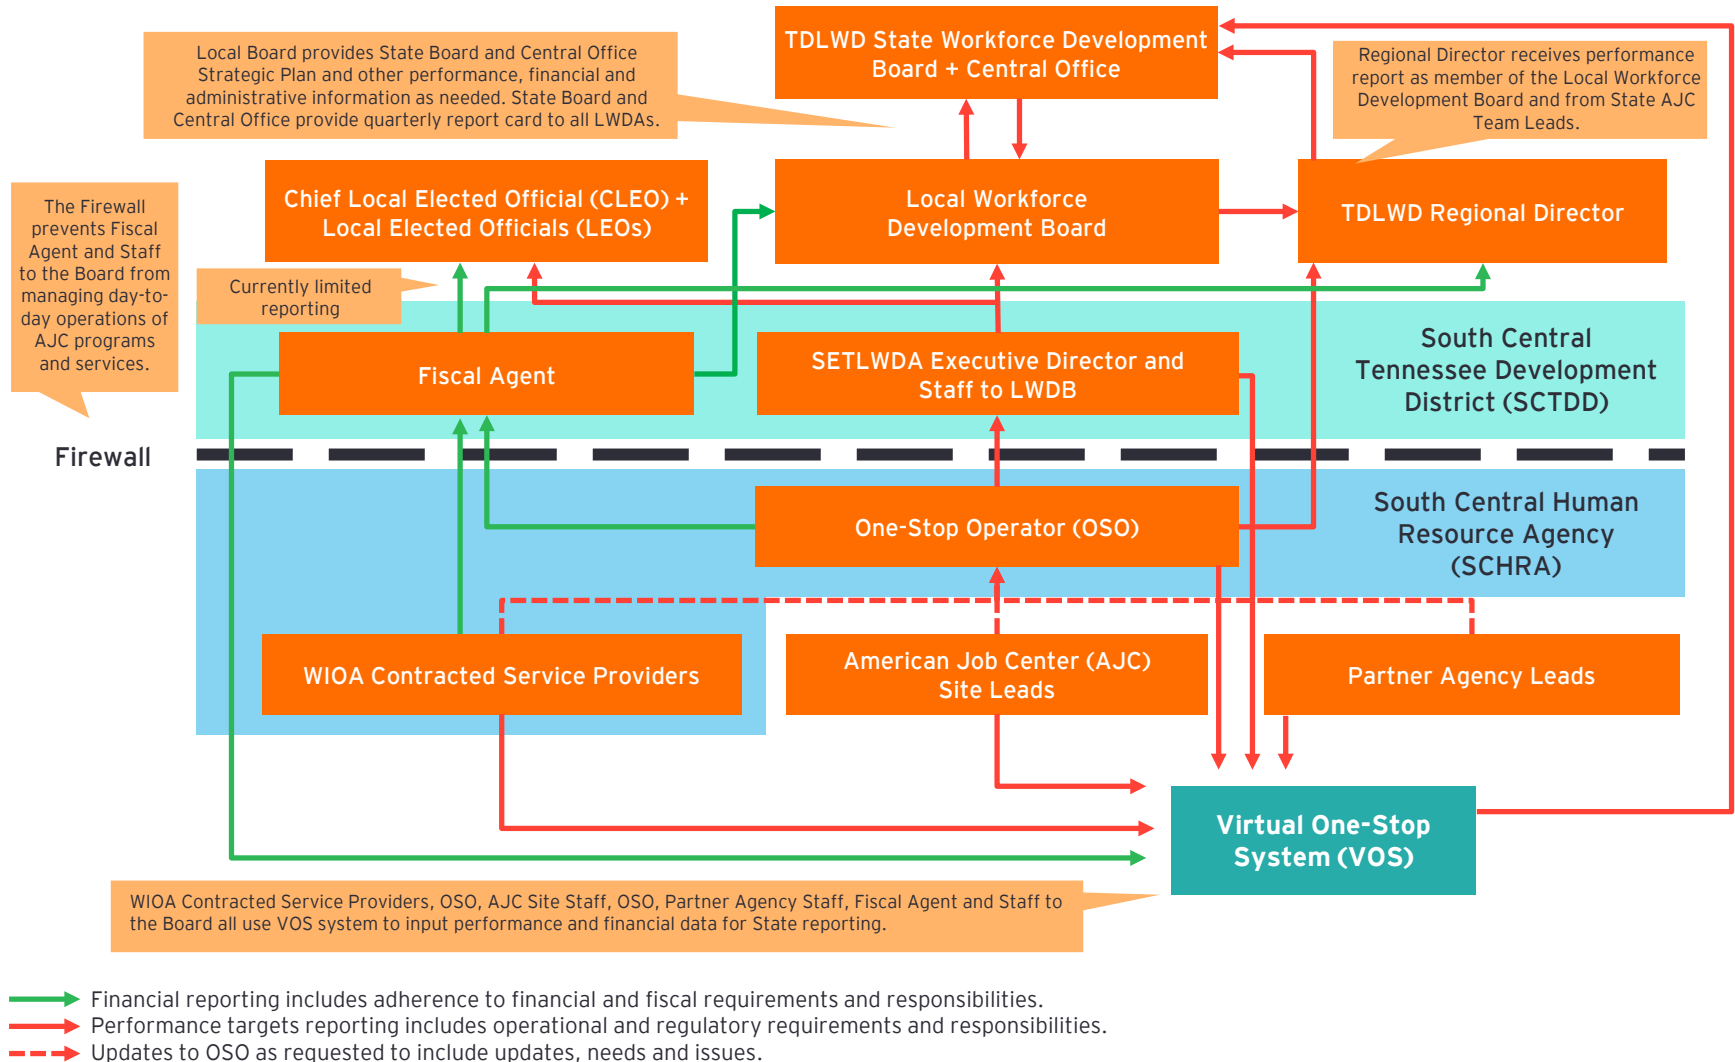 TDLWD State Workforce Development
Board + Central Office
Local Board provides State Board and Central Office
Strategic Plan and other performance, financial and
administrative information as needed. State Board and
Central Office provide quarterly report card to all LWDAs.
Regional Director receives performance
report as member of the Local Workforce
Development Board and from State AJC
Team Leads.
The Firewall
prevents Fiscal
Agent and Staff
to the Board from
managing day-to-
day operations of
AJC programs
and services.
Chief Local Elected Official (CLEO) +
Local Elected Officials (LEOs)
Local Workforce
Development Board
TDLWD Regional Director
Currently limited
reporting
Fiscal Agent
SETLWDA Executive Director and
Staff to LWDB
South Central
Tennessee Development
District (SCTDD)
Firewall
One-Stop Operator (OSO)
South Central Human
Resource Agency
(SCHRA)
WIOA Contracted Service Providers
American Job Center (AJC)
Site Leads
Partner Agency Leads
Virtual One-Stop
System (VOS)
WIOA Contracted Service Providers, OSO, AJC Site Staff, OSO, Partner Agency Staff, Fiscal Agent and Staff to
the Board all use VOS system to input performance and financial data for State reporting.
Financial reporting includes adherence to financial and fiscal requirements and responsibilities.
Performance targets reporting includes operational and regulatory requirements and responsibilities.
Updates to OSO as requested to include updates, needs and issues.